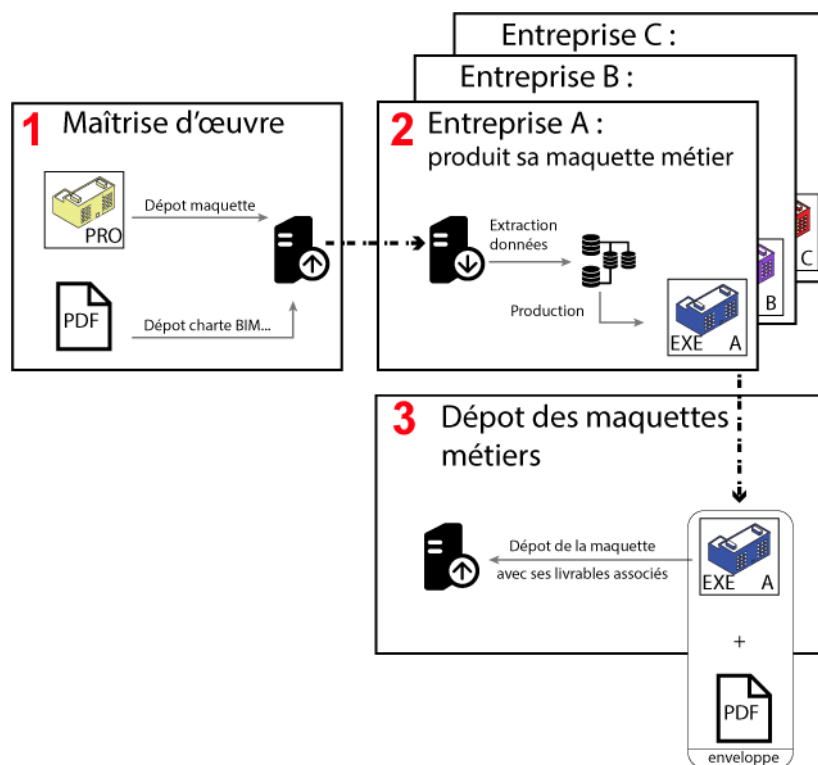 Entreprise C :
Entreprise B :
1 Maîtrise d'œuvre
Dépot maquette
PRO
PDF
Dépot charte BIM...
2 Entreprise A :
produit sa maquette métier
Extraction
données
Production
EXE A
B
C
3 Dépot des maquettes
métiers
Dépot de la maquette
avec ses livrables associés
EXE A
+
PDF
enveloppe